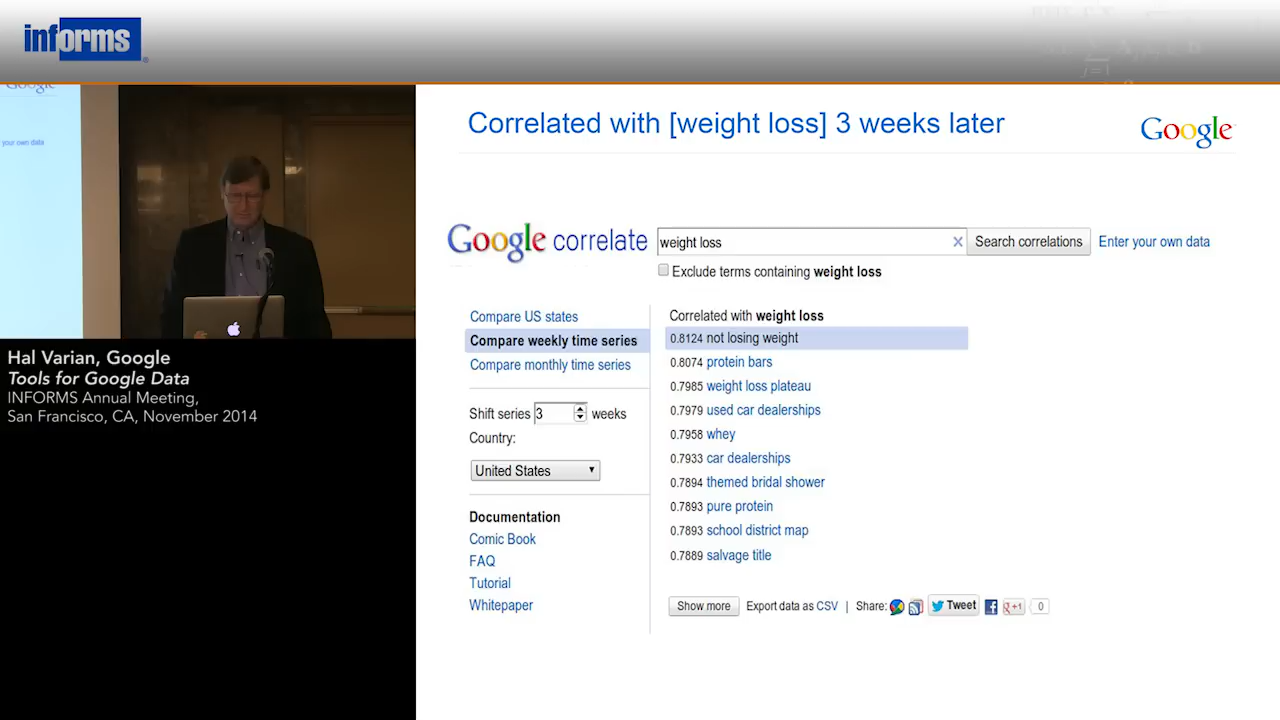 informs
Google
your own data
Hal Varian, Google
Tools for Google Data
INFORMS Annual Meeting,
San Francisco, CA, November 2014
Correlated with [weight loss] 3 weeks later
Google
Google correlate
weight loss
Search correlations
Enter your own data
Exclude terms containing weight loss
Compare US states
Compare weekly time series
Compare monthly time series
Shift series 3 weeks
Country:
United States
Documentation
Comic Book
FAQ
Tutorial
Whitepaper
Correlated with weight loss
0.8124 not losing weight
0.8074 protein bars
0.7985 weight loss plateau
0.7979 used car dealerships
0.7958 whey
0.7933 car dealerships
0.7894 themed bridal shower
0.7893 pure protein
0.7893 school district map
0.7889 salvage title
Show more
Export data as CSV | Share: Tweet +1 0